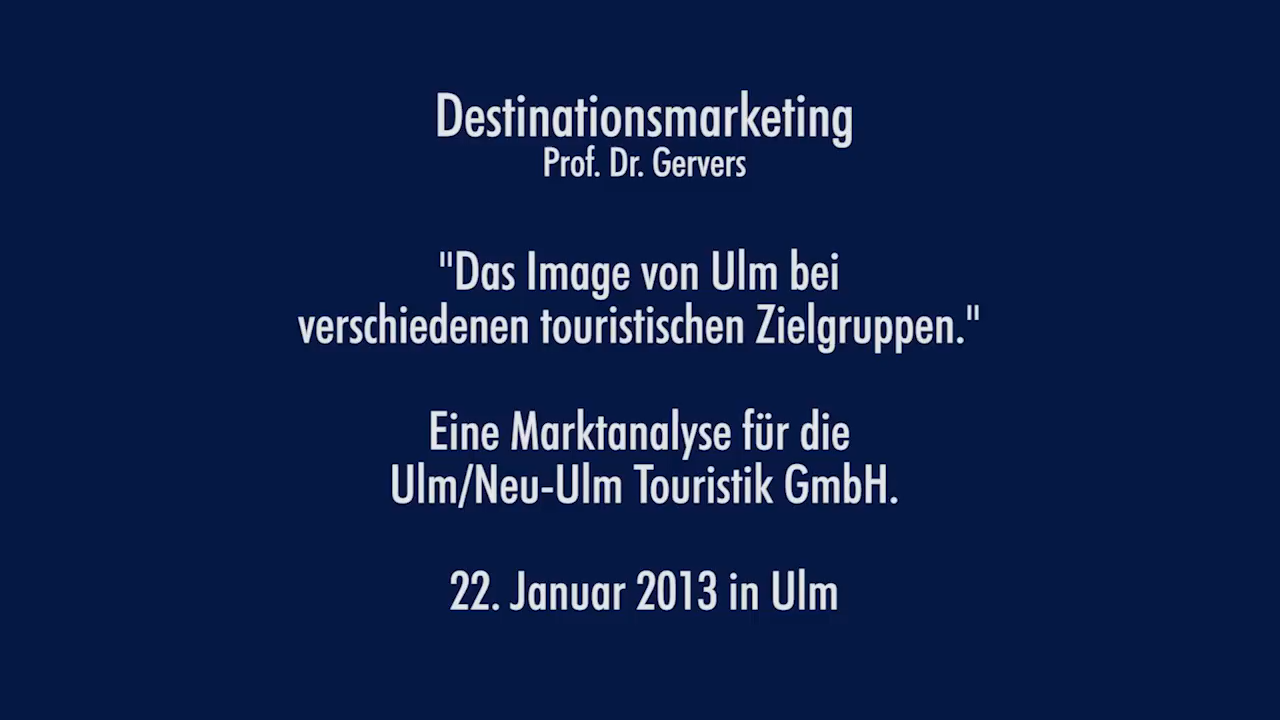 Destinationsmarketing
Prof. Dr. Gervers
"Das Image von Ulm bei
verschiedenen touristischen Zielgruppen."
Eine Marktanalyse für die
Ulm/Neu-Ulm Touristik GmbH.
22. Januar 2013 in Ulm